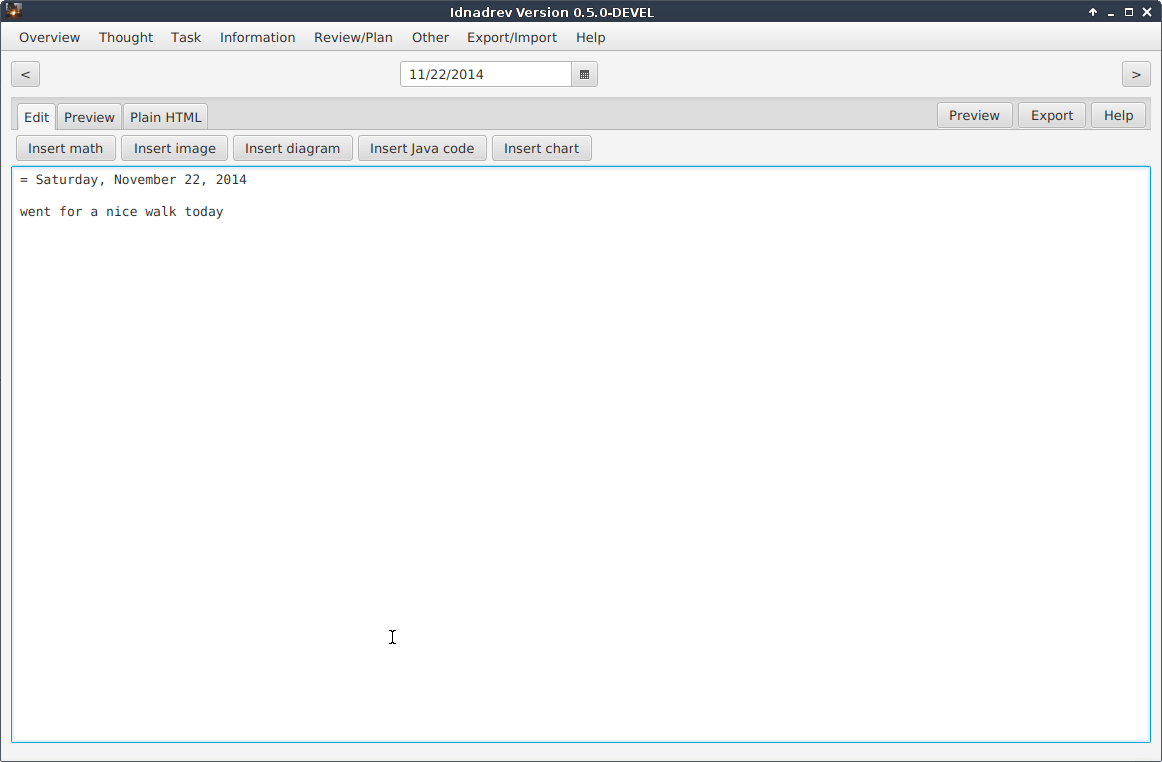 Idnadrev Version 0.5.0-DEVEL
Overview Thought Task Information Review/Plan Other Export/Import Help
< 11/22/2014 >
Edit Preview Plain HTML Preview Export Help
Insert math Insert image Insert diagram Insert Java code Insert chart
= Saturday, November 22, 2014
went for a nice walk today